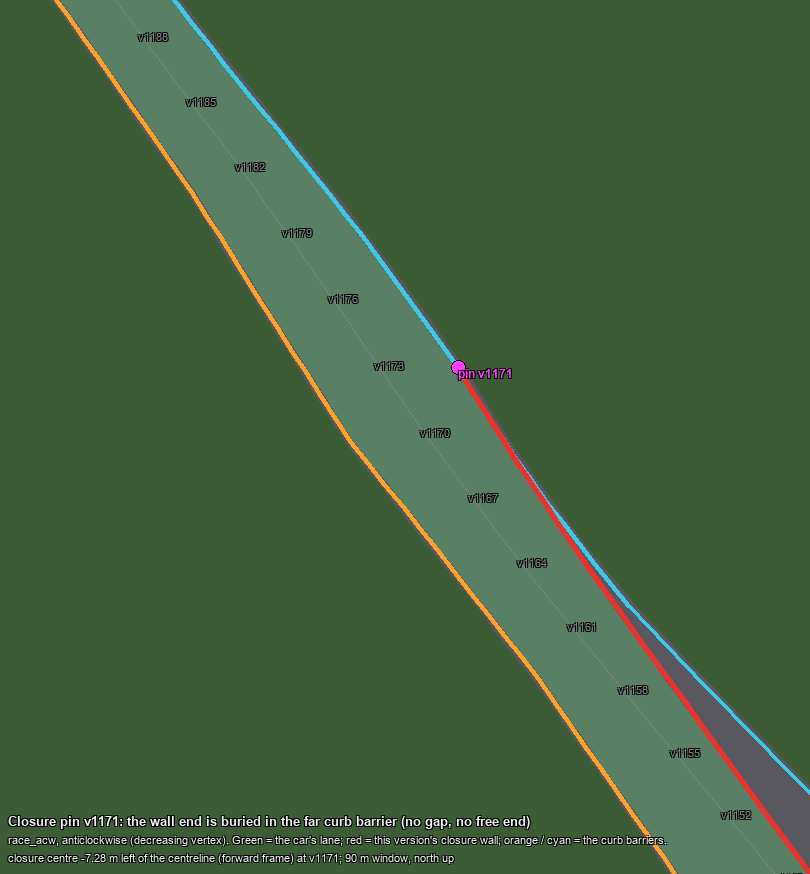 v1188
v1185
v1182
v1179
v1176
v1173
pin v1171
v1170
v1167
v1164
v1161
v1158
v1155
v1152
Closure pin v1171: the wall end is buried in the far curb barrier (no gap, no free end)
race_acw, anticlockwise (decreasing vertex). Green = the car's lane; red = this version's closure wall; orange / cyan = the curb barriers.
closure centre -7.28 m left of the centreline (forward frame) at v1171; 90 m window, north up